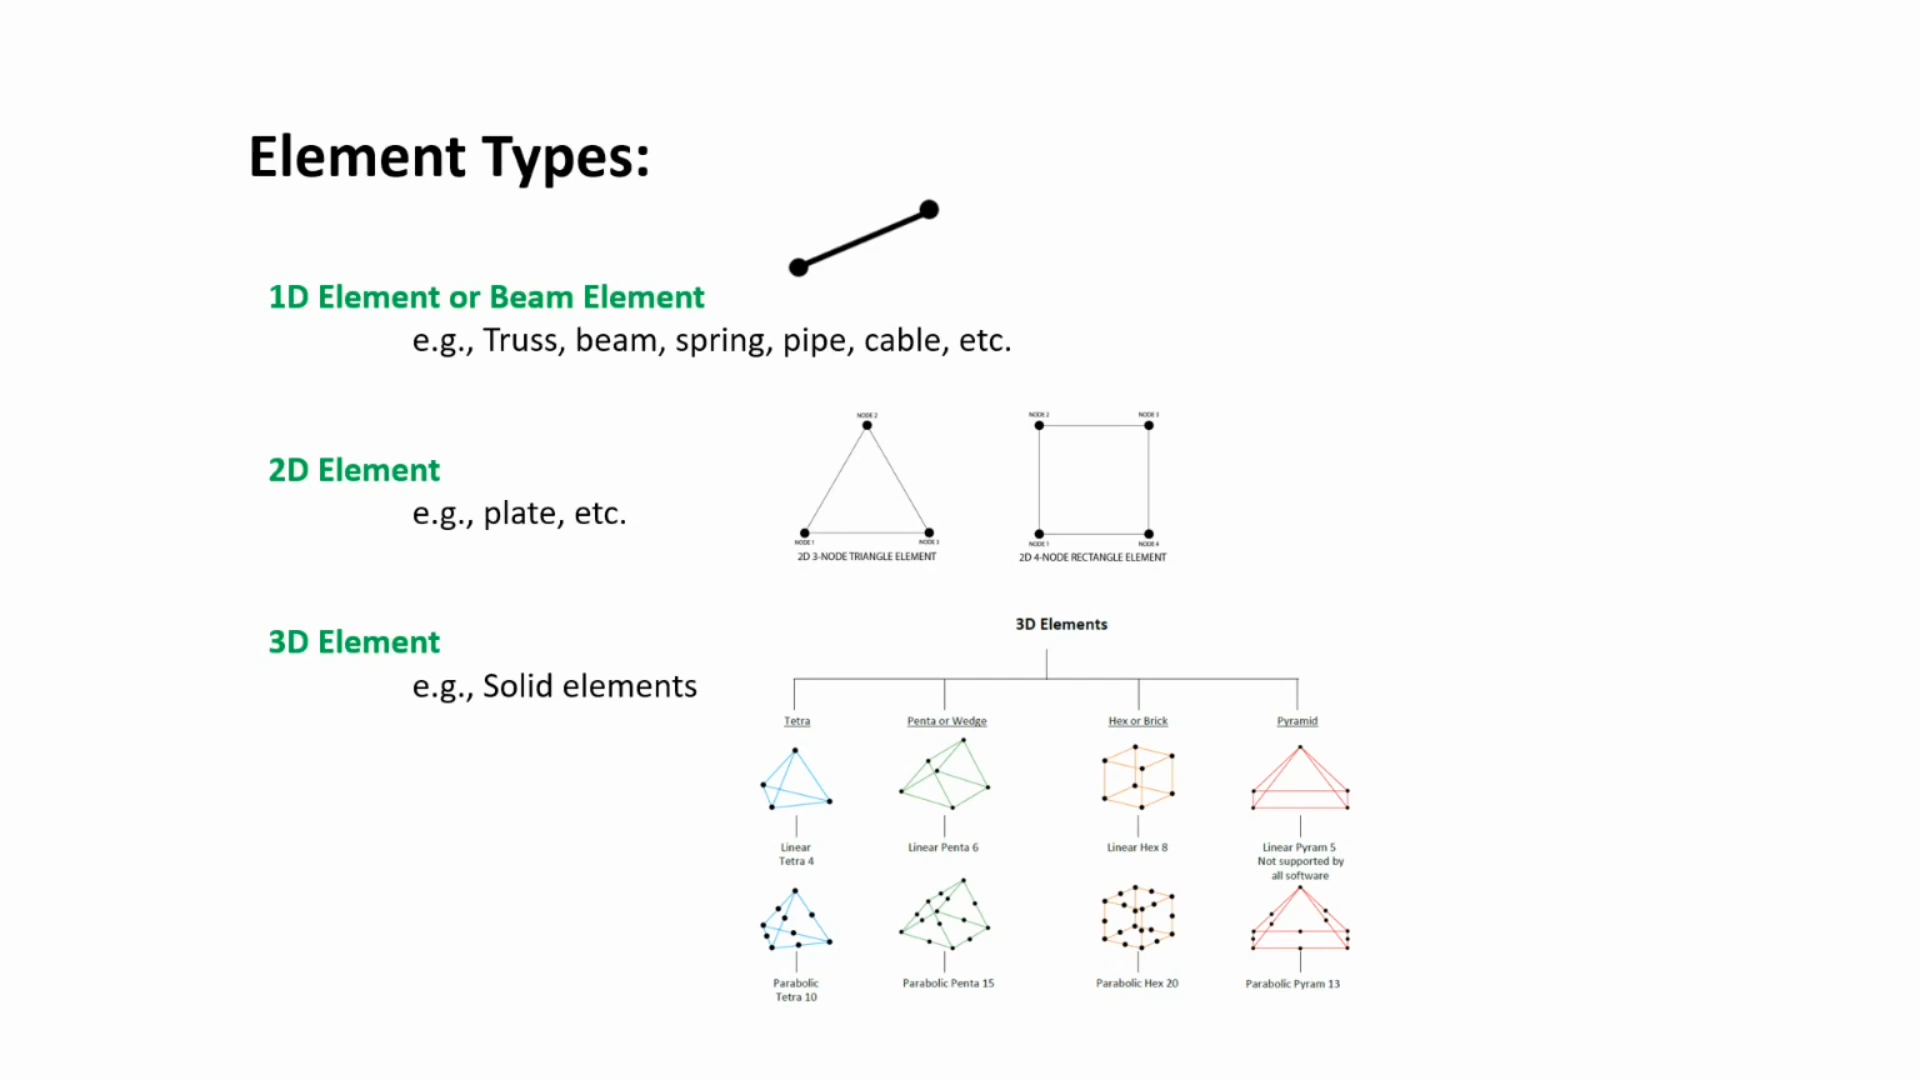 Element Types:
1D Element or Beam Element
e.g., Truss, beam, spring, pipe, cable, etc.
2D Element
e.g., plate, etc.
NODE 2
NODE 1
NODE 3
2D 3-NODE TRIANGLE ELEMENT
NODE 2
NODE 3
NODE 1
NODE 4
2D 4-NODE RECTANGLE ELEMENT
3D Element
e.g., Solid elements
3D Elements
Tetra
Penta or Wedge
Hex or Brick
Pyramid
Linear
Tetra 4
Linear Penta 6
Linear Hex 8
Linear Pyram 5
Not supported by
all software
Parabolic
Tetra 10
Parabolic Penta 15
Parabolic Hex 20
Parabolic Pyram 13